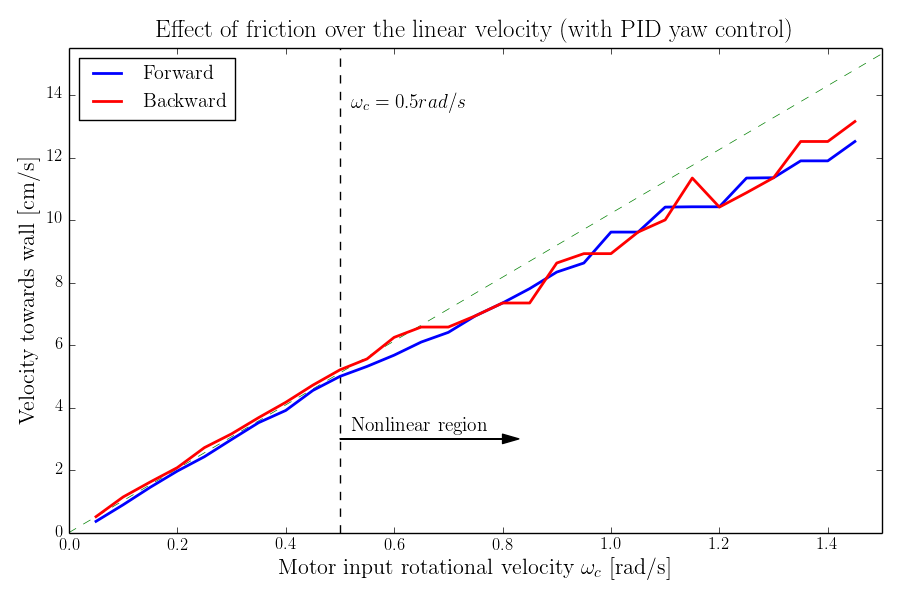 Effect of friction over the linear velocity (with PID yaw control)
Forward
Backward
ω_c = 0.5rad/s
Nonlinear region
Velocity towards wall [cm/s]
14
12
10
8
6
4
2
0
0.0 0.2 0.4 0.6 0.8 1.0 1.2 1.4
Motor input rotational velocity ω_c [rad/s]